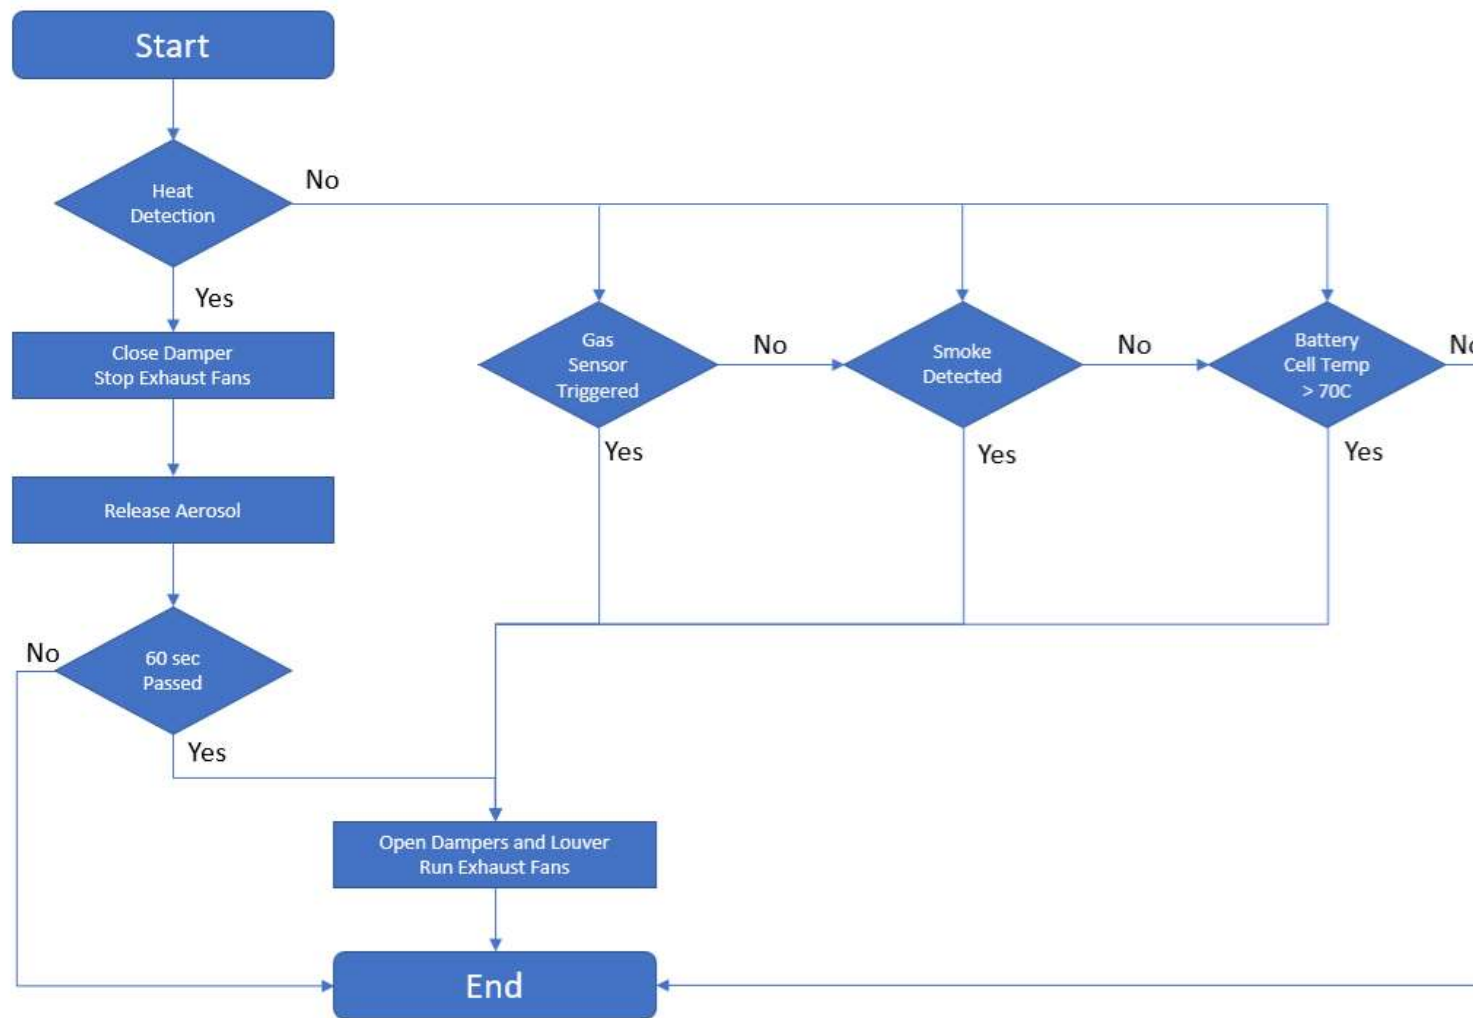 Start
Heat
Detection
No
Yes
Close Damper
Stop Exhaust Fans
Gas
Sensor
Triggered
No
Smoke
Detected
No
Battery
Cell Temp
> 70C
No
Yes
Yes
Yes
Release Aerosol
No
60 sec
Passed
Yes
Open Dampers and Louver
Run Exhaust Fans
End